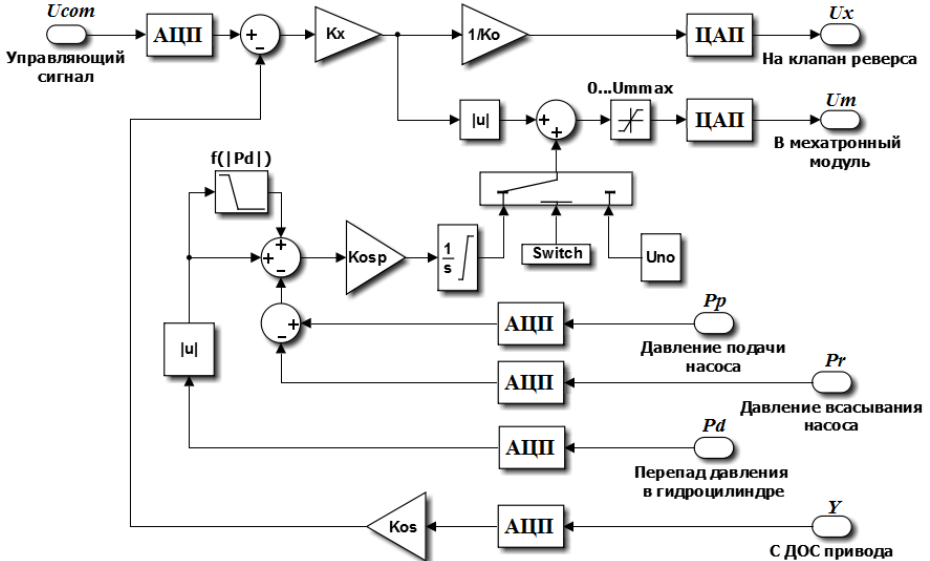 Ucom
Управляющий
сигнал
АЦП
+
−
Kx
1/Ko
ЦАП
Ux
На клапан реверса
0...Ummax
|u|
+
+
ЦАП
Um
В мехатронный
модуль
f(|Pd|)
+
+
−
Kosp
1
s
Switch
Uno
|u|
+
−
АЦП
Pp
Давление подачи
насоса
АЦП
Pr
Давление всасывания
насоса
АЦП
Pd
Перепад давления
в гидроцилиндре
Kos
АЦП
Y
С ДОС привода